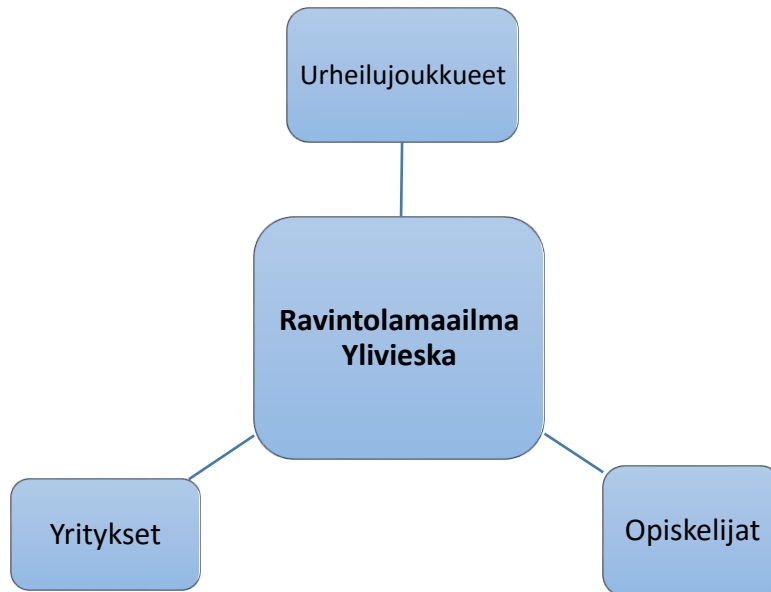 Urheilujoukkueet
Ravintolamaailma
Ylivieska
Yritykset
Opiskelijat